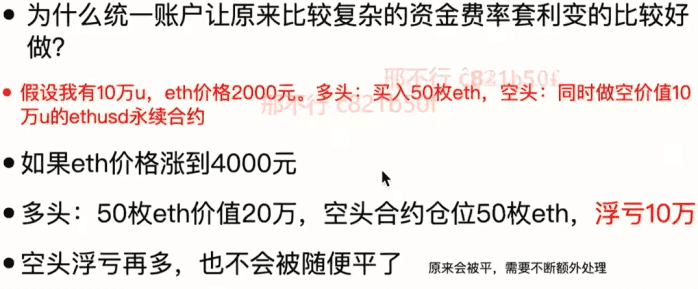 为什么统一账户让原来比较复杂的资金费率套利变的比较好
做?
假设我有10万u，eth价格2000元。多头：买入50枚eth，空头：同时做空价值10
万u的ethusd永续合约
邢不行 c821b50f
邢不行 c821b50f
如果eth价格涨到4000元
多头：50枚eth价值20万，空头合约仓位50枚eth，浮亏10万
空头浮亏再多，也不会被随便平了 原来会被平，需要不断额外处理